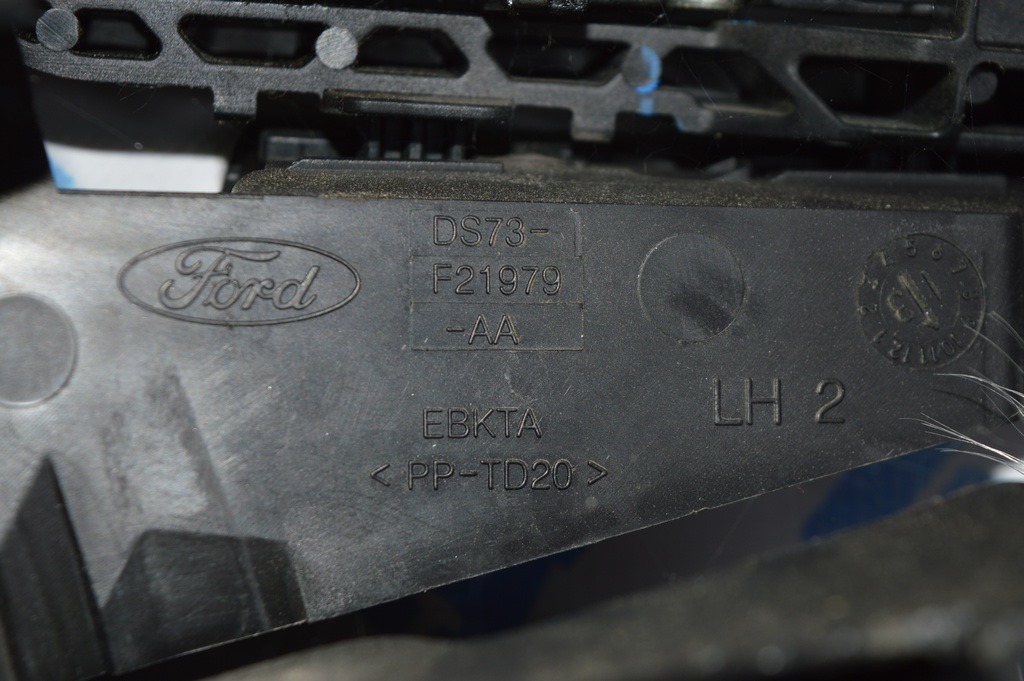 Ford
DS73-
F21979
-AA
EBKTA
< PP-TD20 >
LH 2